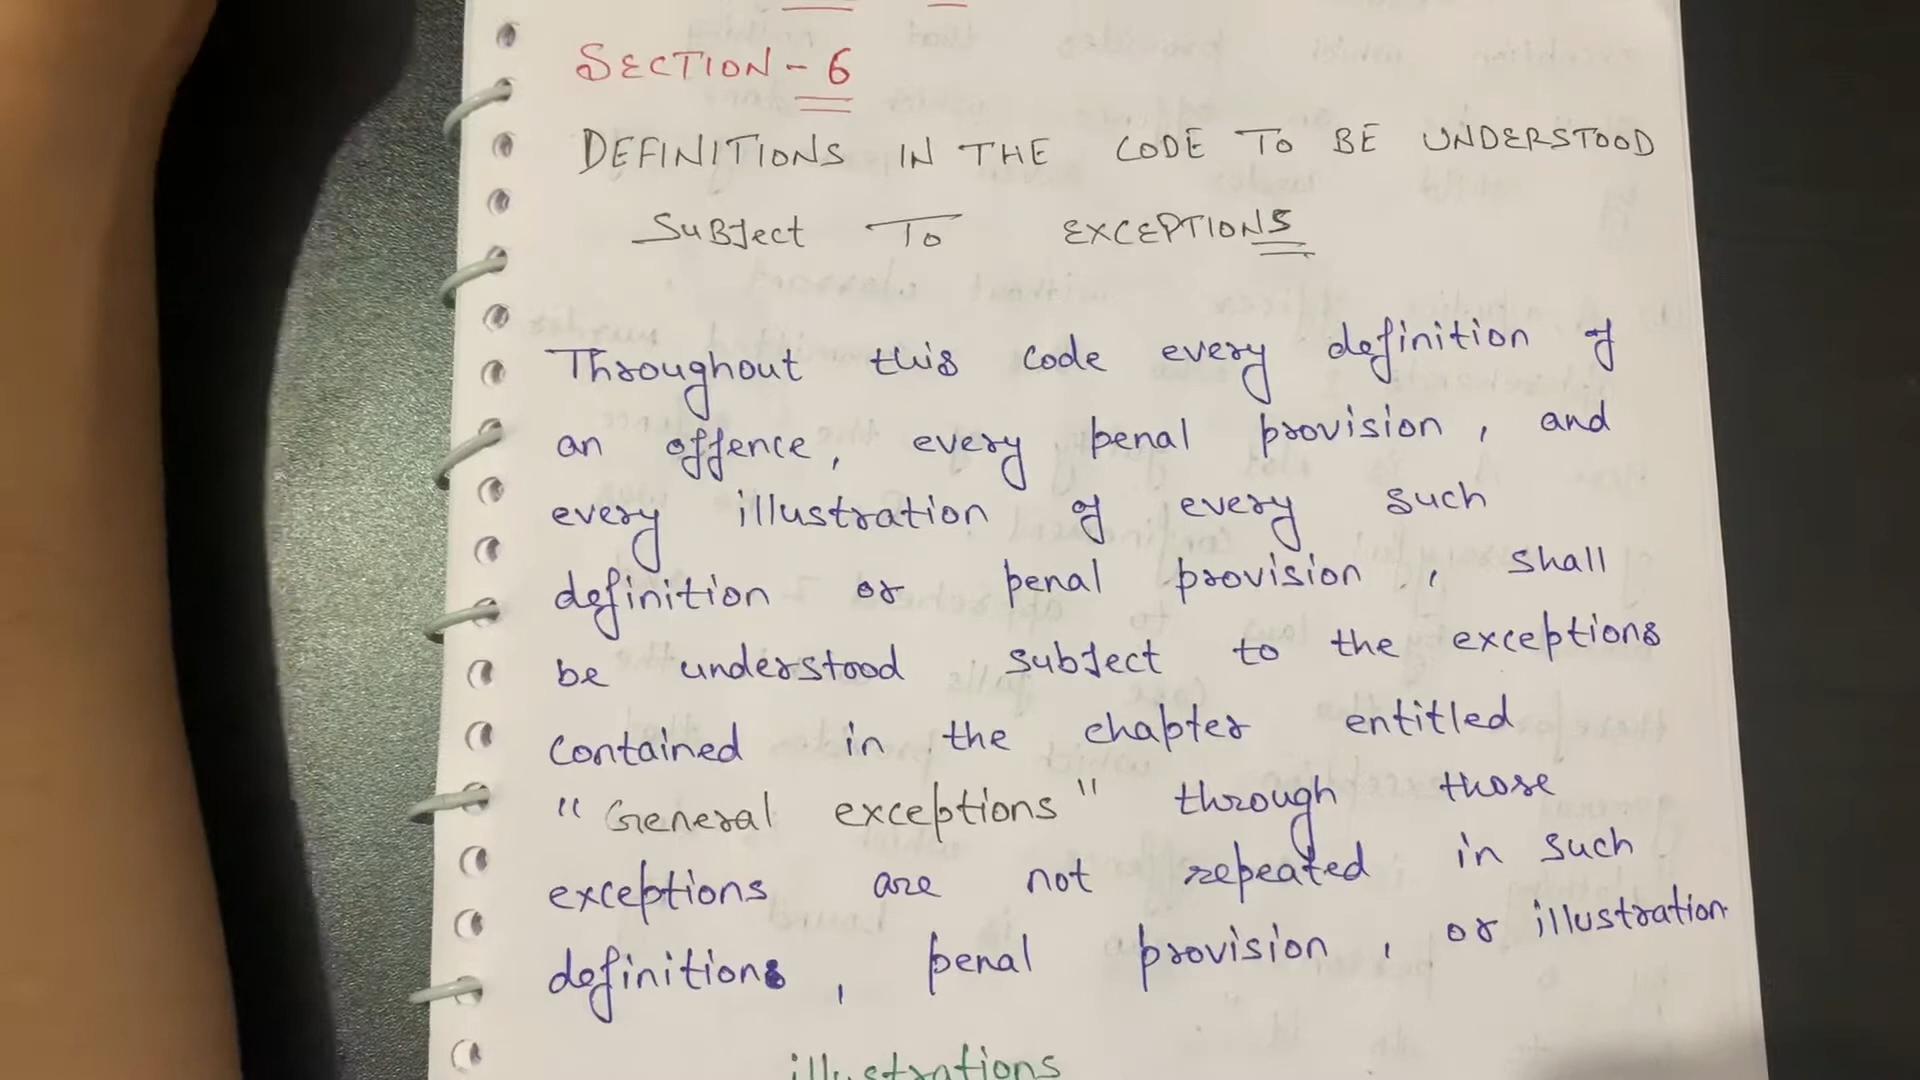 SECTION - 6
DEFINITIONS IN THE CODE TO BE UNDERSTOOD
SUBJect To EXCEPTIONS
Throughout this code every definition of
an offence, every penal provision, and
every illustration of every such
definition or penal provision, shall
be understood subject to the exceptions
contained in the chapter entitled
"General exceptions" through those
exceptions are not repeated in such
definitions, penal provision, or illustration.
illustrations